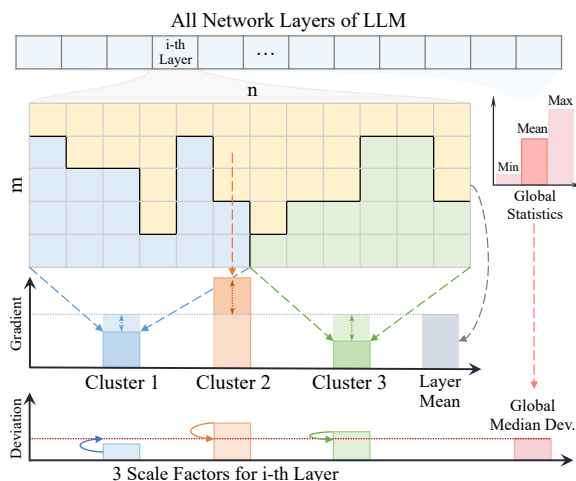 All Network Layers of LLM
i-th
Layer
...
n
m
Max
Mean
Min
Global
Statistics
Gradient
Cluster 1
Cluster 2
Cluster 3
Layer
Mean
Deviation
Global
Median Dev.
3 Scale Factors for i-th Layer